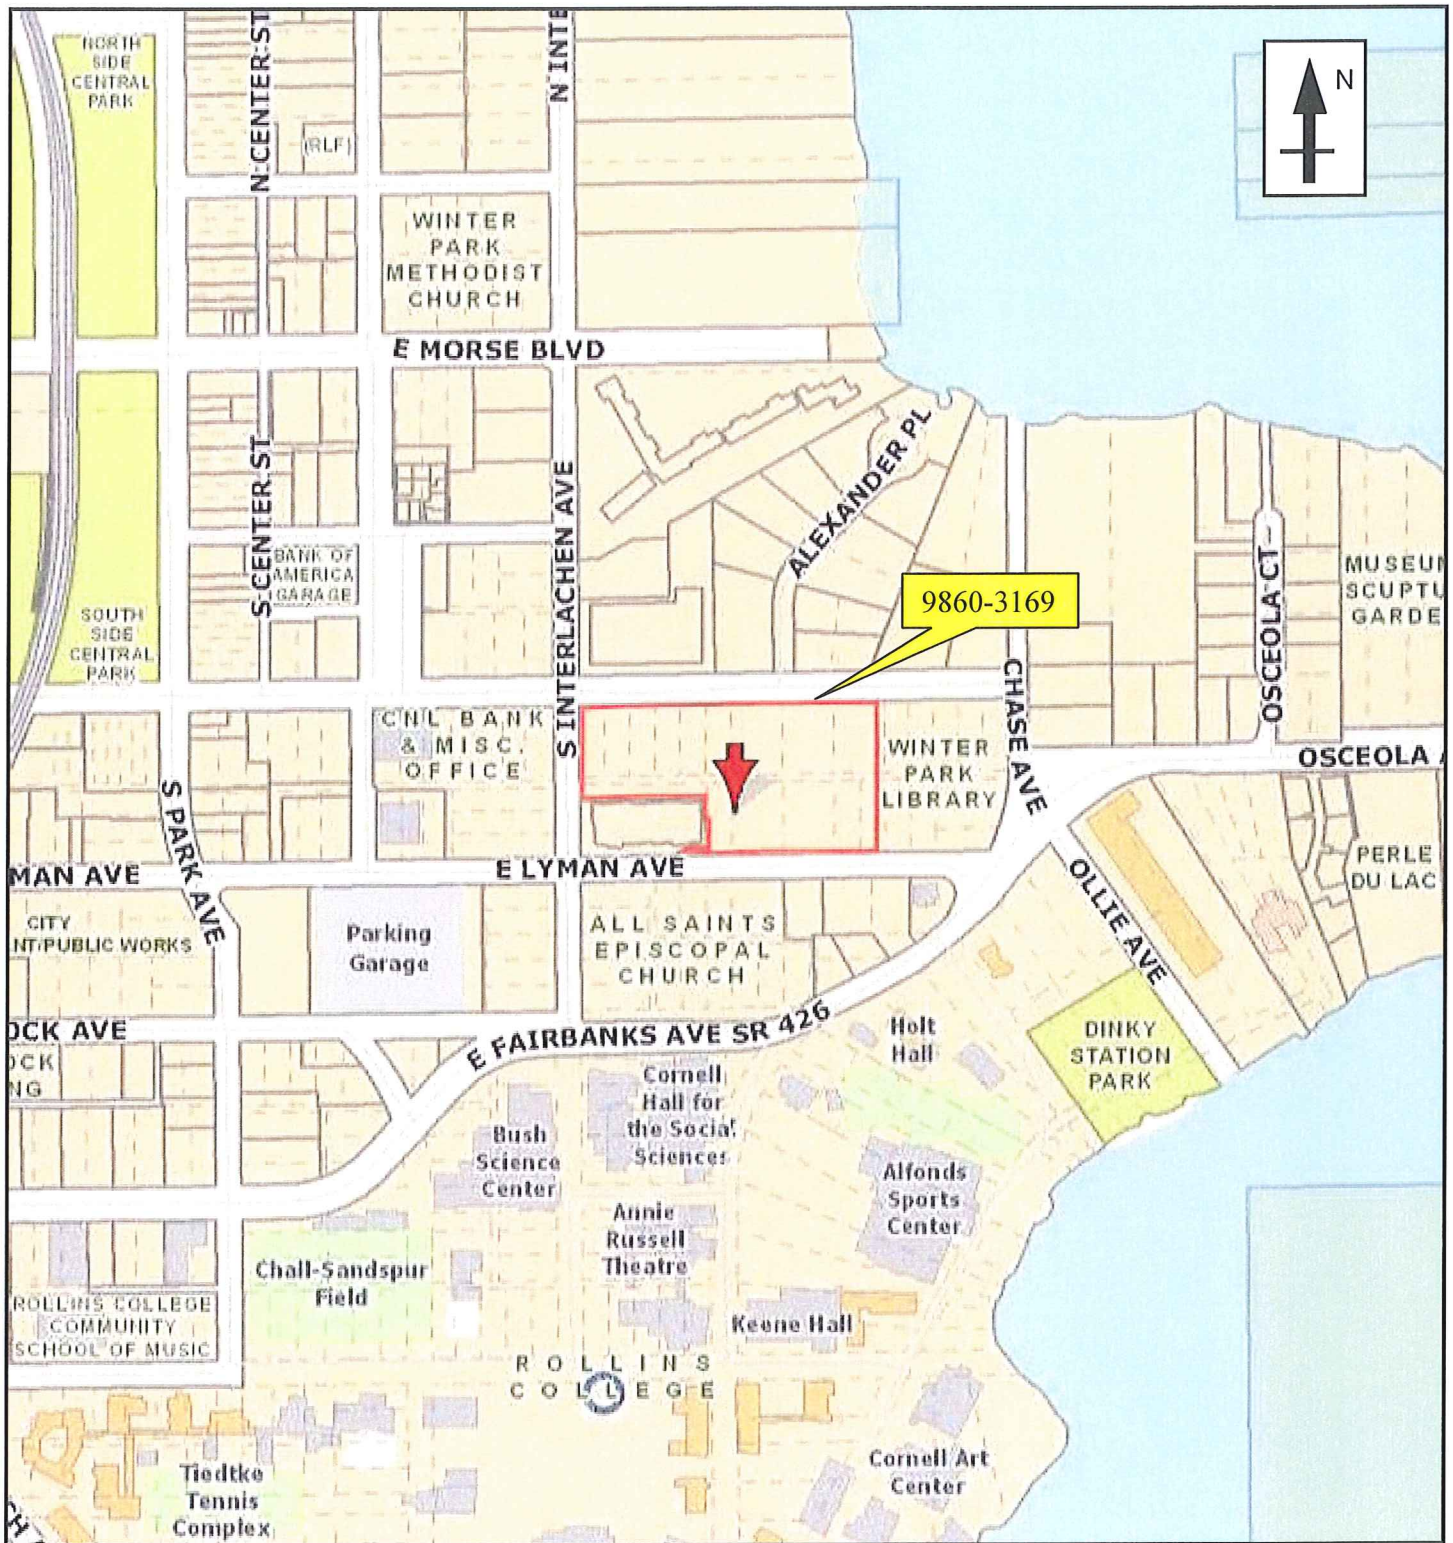 NORTH
SIDE
CENTRAL
PARK
N CENTER ST
(RLF)
N INTE
N
WINTER
PARK
METHODIST
CHURCH
E MORSE BLVD
S CENTER ST
BANK OF
AMERICA
GARAGE
S INTERLACHEN AVE
ALEXANDER PL
9860-3169
OSCEOLA CT
MUSEUM
SCUPTU
GARDE
SOUTH
SIDE
CENTRAL
PARK
CNL BANK
& MISC.
OFFICE
WINTER
PARK
LIBRARY
CHASE AVE
OSCEOLA A
S PARK AVE
MAN AVE
E LYMAN AVE
PERLE
DU LAC
OLLIE AVE
CITY
NT/PUBLIC WORKS
Parking
Garage
ALL SAINTS
EPISCOPAL
CHURCH
OCK AVE
OCK
NG
E FAIRBANKS AVE SR 426
Holt
Hall
DINKY
STATION
PARK
Cornell
Hall for
the Social
Sciences
Bush
Science
Center
Alfonds
Sports
Center
Annie
Russell
Theatre
Chall-Sandspur
Field
ROLLINS COLLEGE
COMMUNITY
SCHOOL OF MUSIC
Keene Hall
ROLLINS
COLLEGE
Cornell Art
Center
Tiedtke
Tennis
Complex